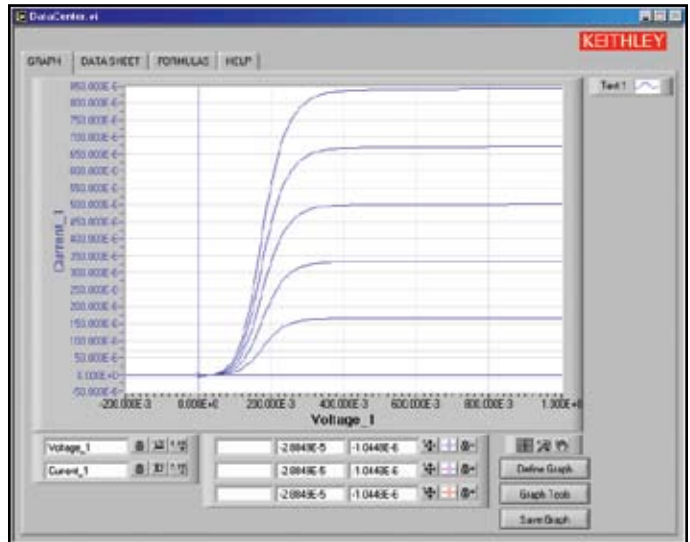 DataCenter.vi
KEITHLEY
GRAPH DATA SHEET FORMULAS HELP
Test 1
850.000E-6
800.000E-6
750.000E-6
700.000E-6
650.000E-6
600.000E-6
550.000E-6
500.000E-6
450.000E-6
400.000E-6
350.000E-6
300.000E-6
250.000E-6
200.000E-6
150.000E-6
100.000E-6
50.000E-6
0.000E+0
-50.000E-6
Current_1
-200.000E-3 0.000E+0 200.000E-3 400.000E-3 600.000E-3 800.000E-3 1.000E+0
Voltage_1
Voltage_1
Current_1
-2.8849E-5 -1.0448E-6
-2.8849E-5 -1.0448E-6
-2.8849E-5 -1.0448E-6
Define Graph
Graph Tools
Save Graph